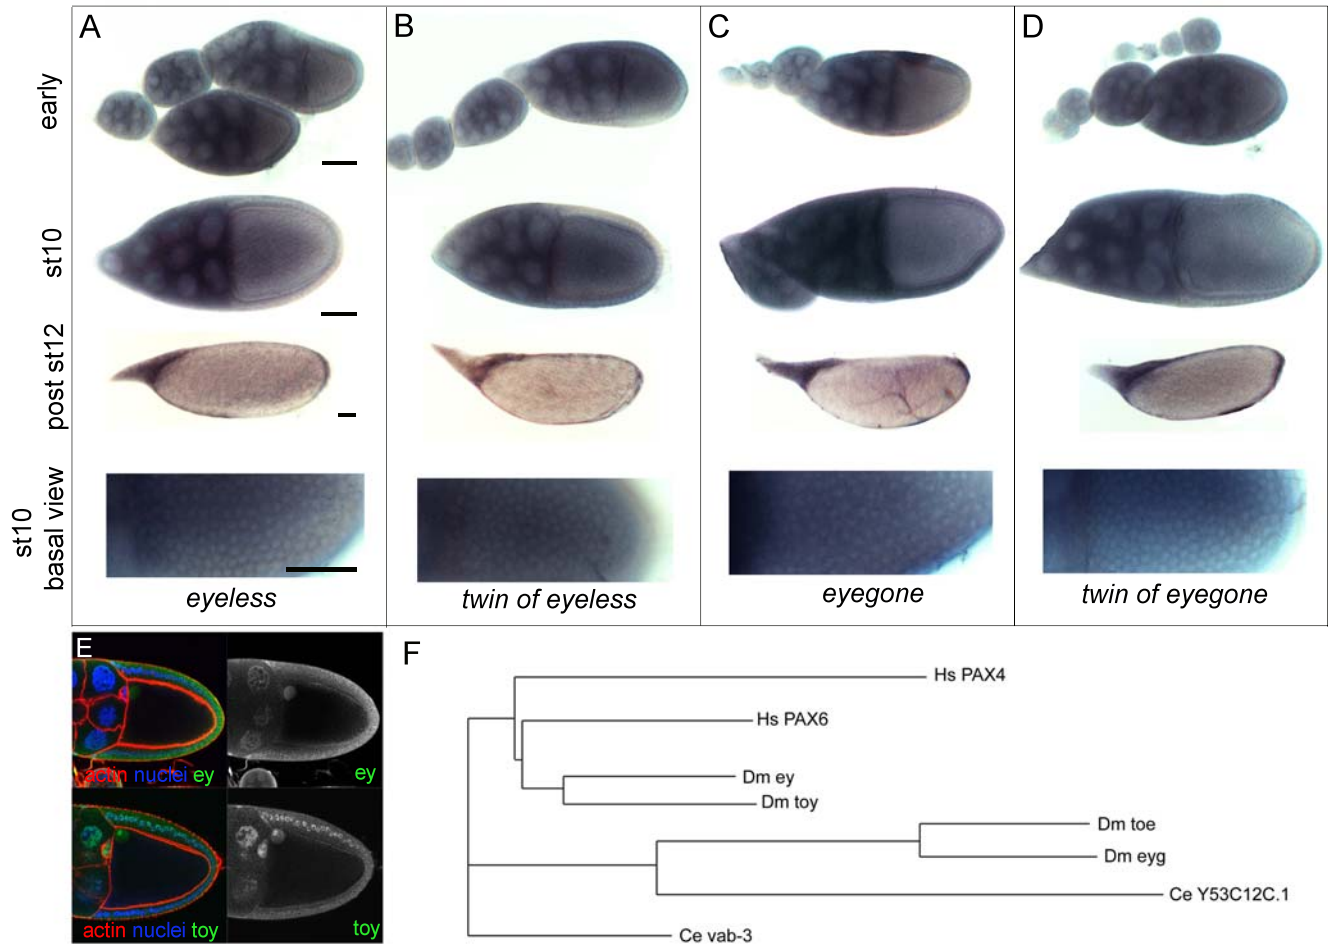 A
B
C
D
early
st10
post st12
st10
basal view
eyeless
twin of eyeless
eyegone
twin of eyegone
E
actin nuclei ey
ey
actin nuclei toy
toy
F
Hs PAX4
Hs PAX6
Dm ey
Dm toy
Dm toe
Dm eyg
Ce Y53C12C.1
Ce vab-3